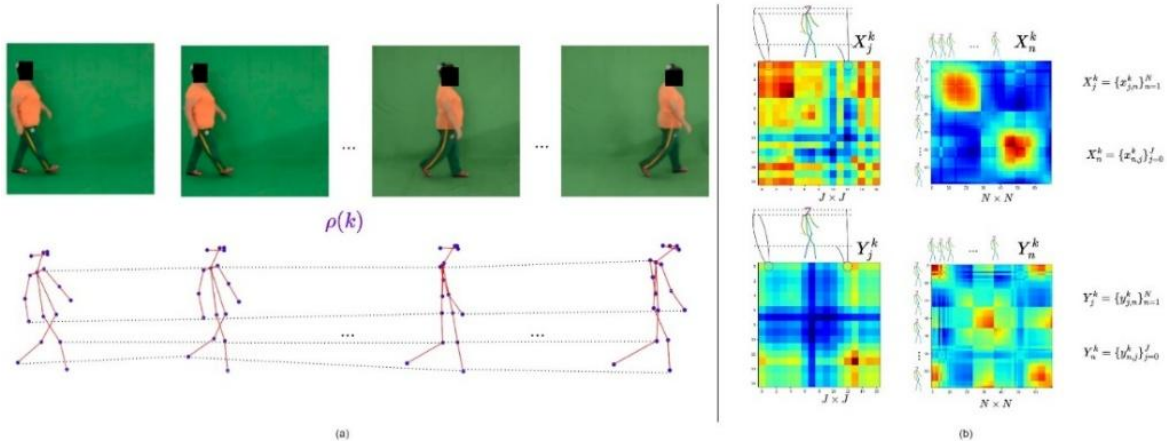 ... ...
ρ(k)
... ...
(a)
X_j^k
...
X_n^k
J × J
N × N
X_j^k = {x_{j,n}^k}_{n=1}^N
X_n^k = {x_{n,j}^k}_{j=0}^J
Y_j^k
...
Y_n^k
J × J
N × N
Y_j^k = {y_{j,n}^k}_{n=1}^N
Y_n^k = {y_{n,j}^k}_{j=0}^J
(b)